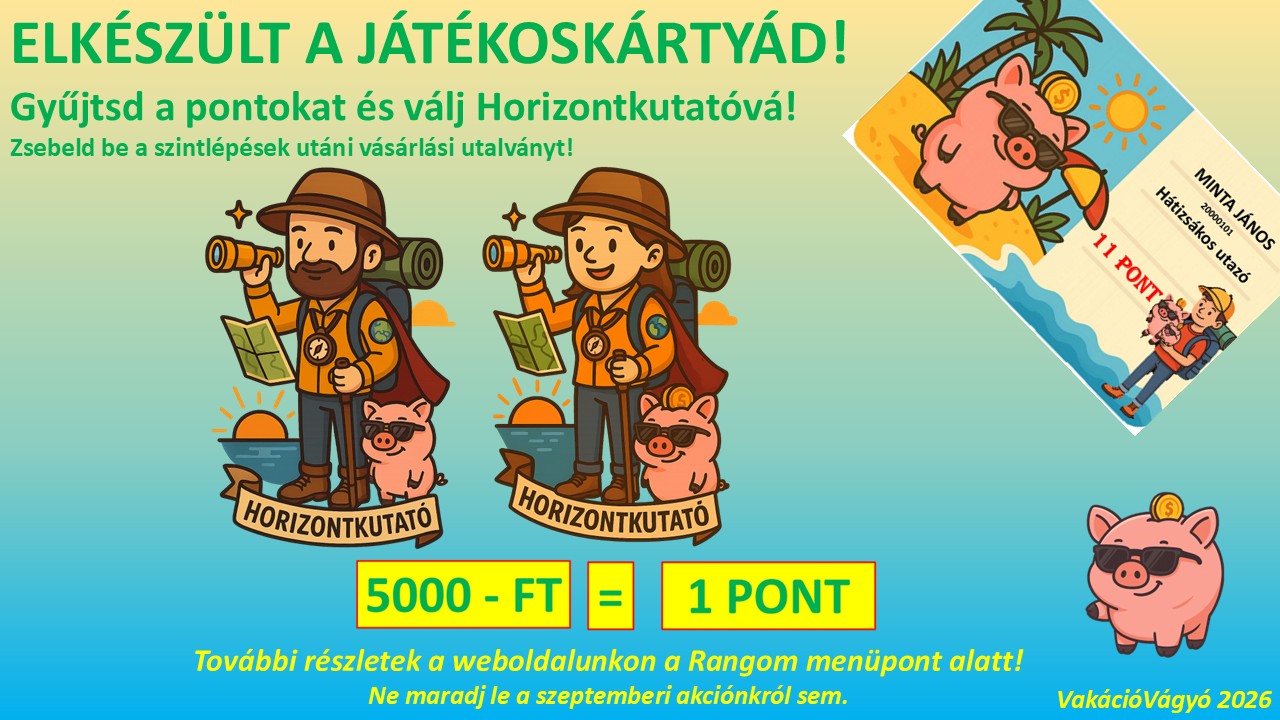 ELKÉSZÜLT A JÁTÉKOSKÁRTYÁD!
Gyűjtsd a pontokat és válj Horizontkutatóvá!
Zsebeld be a szintlépések utáni vásárlási utalványt!
MINTA JÁNOS
20000101
Hátizsákos utazó
11 PONT
HORIZONTKUTATÓ
HORIZONTKUTATÓ
5000 - FT = 1 PONT
További részletek a weboldalunkon a Rangom menüpont alatt!
Ne maradj le a szeptemberi akciónkról sem.
VakációVágyó 2026